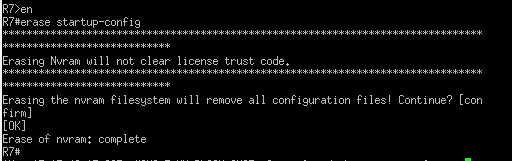 R7>en
R7#erase startup-config
********************************************************************************
****************************
Erasing Nvram will not clear license trust code.
********************************************************************************
****************************
Erasing the nvram filesystem will remove all configuration files! Continue? [con
firm]
[OK]
Erase of nvram: complete
R7#